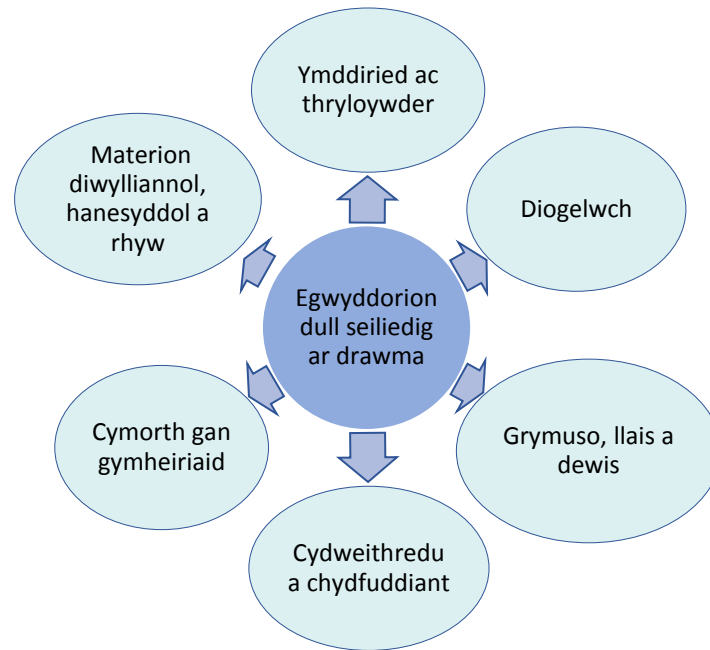 Ymddiried ac
thryloywder
Diogelwch
Grymuso, llais a
dewis
Cydweithredu
a chydfuddiant
Cymorth gan
gymheiriaid
Materion
diwylliannol,
hanesyddol a
rhyw
Egwyddorion
dull seiliedig
ar drawma